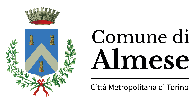 Comune di
Almese
Città Metropolitana di Torino